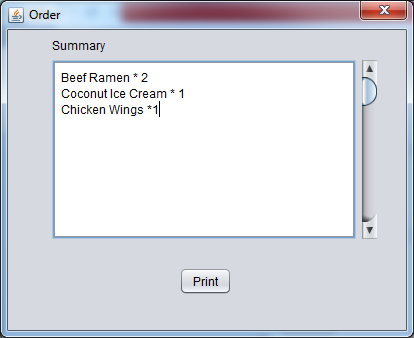 Order
Summary
Beef Ramen * 2
Coconut Ice Cream * 1
Chicken Wings *1
Print